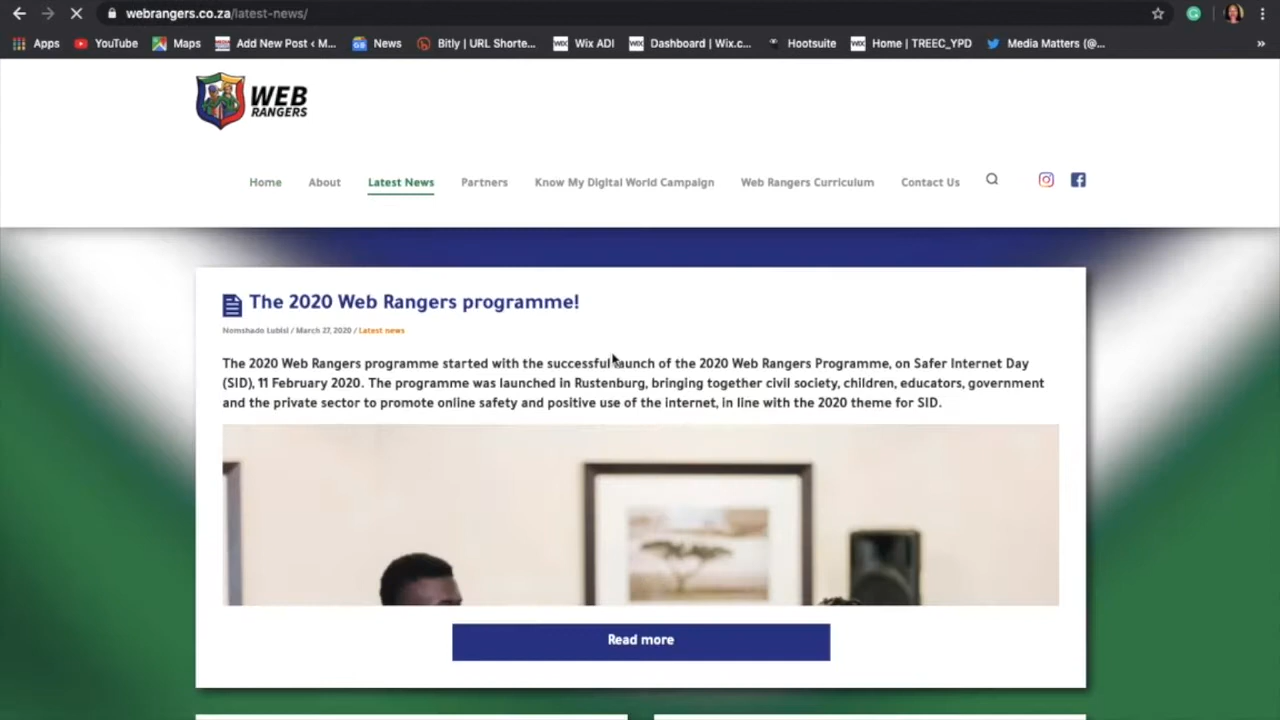 webrangers.co.za/latest-news/
Apps YouTube Maps Add New Post ‹ M... News Bitly | URL Shorte... Wix ADI Dashboard | Wix.c... Hootsuite Home | TREEC_YPD Media Matters (@... »
WEB
RANGERS
Home About Latest News Partners Know My Digital World Campaign Web Rangers Curriculum Contact Us
The 2020 Web Rangers programme!
Nomshado Lubisi / March 27, 2020 / Latest news
The 2020 Web Rangers programme started with the successful launch of the 2020 Web Rangers Programme, on Safer Internet Day
(SID), 11 February 2020. The programme was launched in Rustenburg, bringing together civil society, children, educators, government
and the private sector to promote online safety and positive use of the internet, in line with the 2020 theme for SID.
Read more